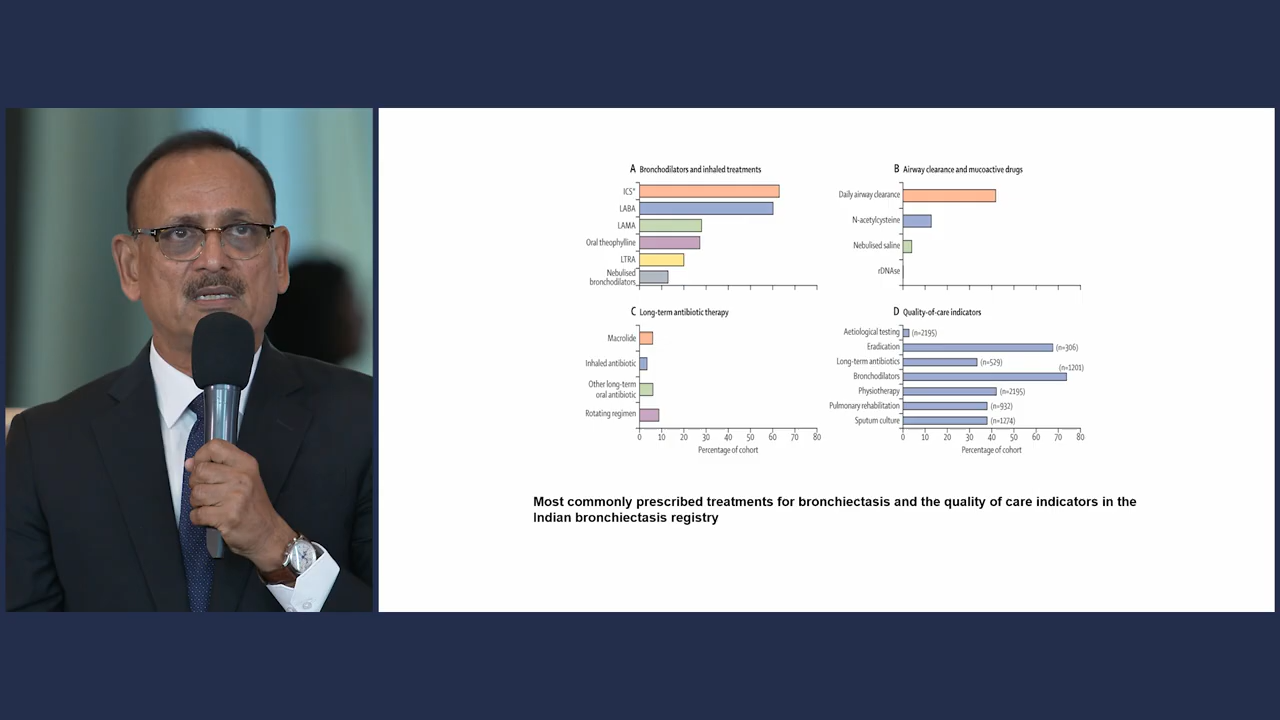 A Bronchodilators and inhaled treatments
ICS*
LABA
LAMA
Oral theophylline
LTRA
Nebulised
bronchodilators
B Airway clearance and mucoactive drugs
Daily airway clearance
N-acetylcysteine
Nebulised saline
rDNAse
C Long-term antibiotic therapy
Macrolide
Inhaled antibiotic
Other long-term
oral antibiotic
Rotating regimen
0 10 20 30 40 50 60 70 80
Percentage of cohort
D Quality-of-care indicators
Aetiological testing (n=2195)
Eradication (n=306)
Long-term antibiotics (n=529)
Bronchodilators (n=1201)
Physiotherapy (n=2195)
Pulmonary rehabilitation (n=932)
Sputum culture (n=1274)
0 10 20 30 40 50 60 70 80
Percentage of cohort
Most commonly prescribed treatments for bronchiectasis and the quality of care indicators in the
Indian bronchiectasis registry